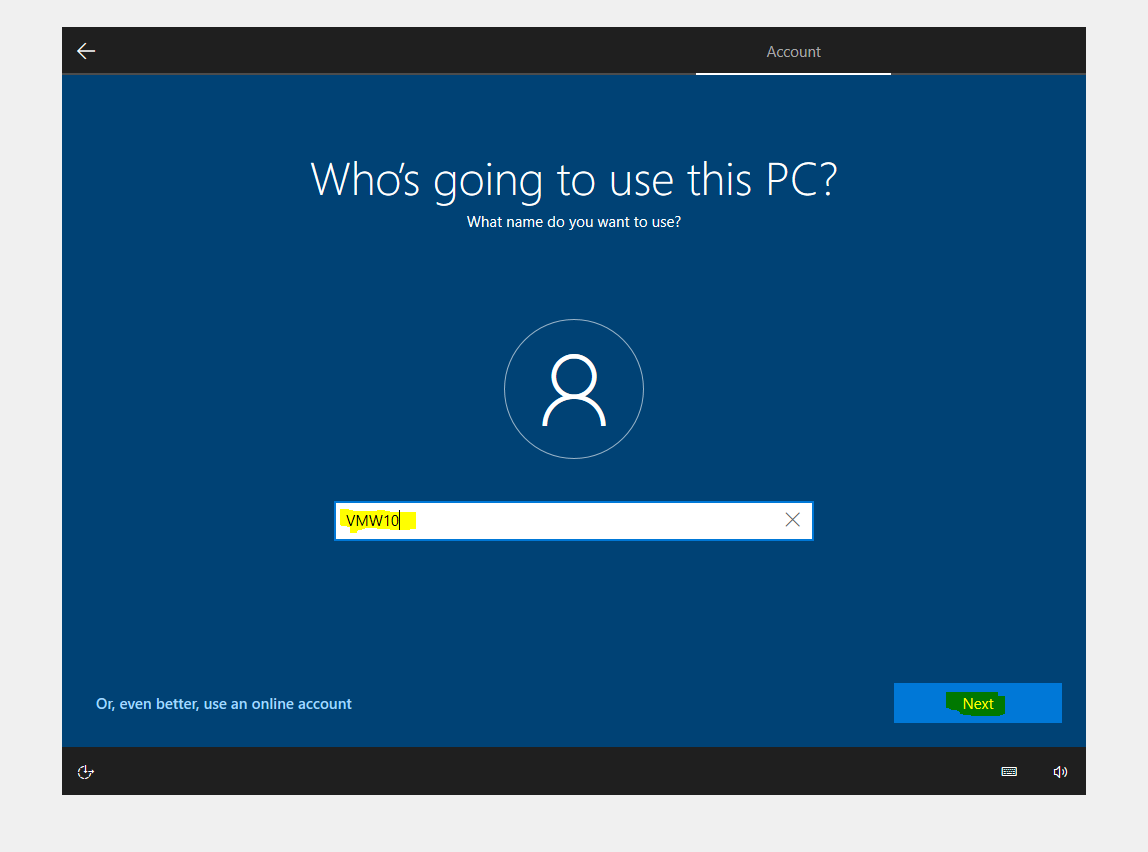 Account
Who's going to use this PC?
What name do you want to use?
VMW10
Or, even better, use an online account
Next